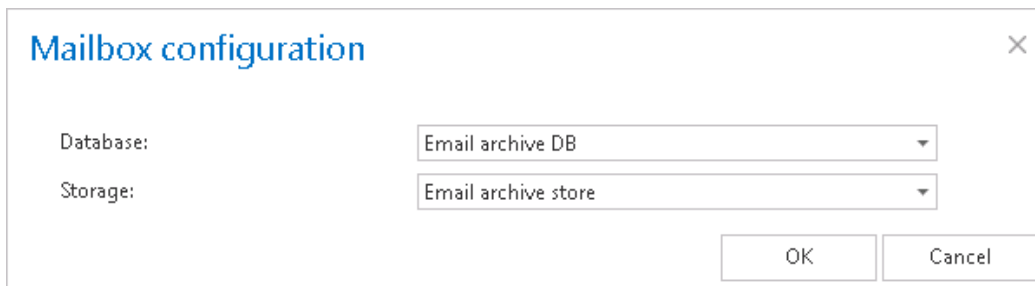 Mailbox configuration
Database: Email archive DB
Storage: Email archive store
OK Cancel